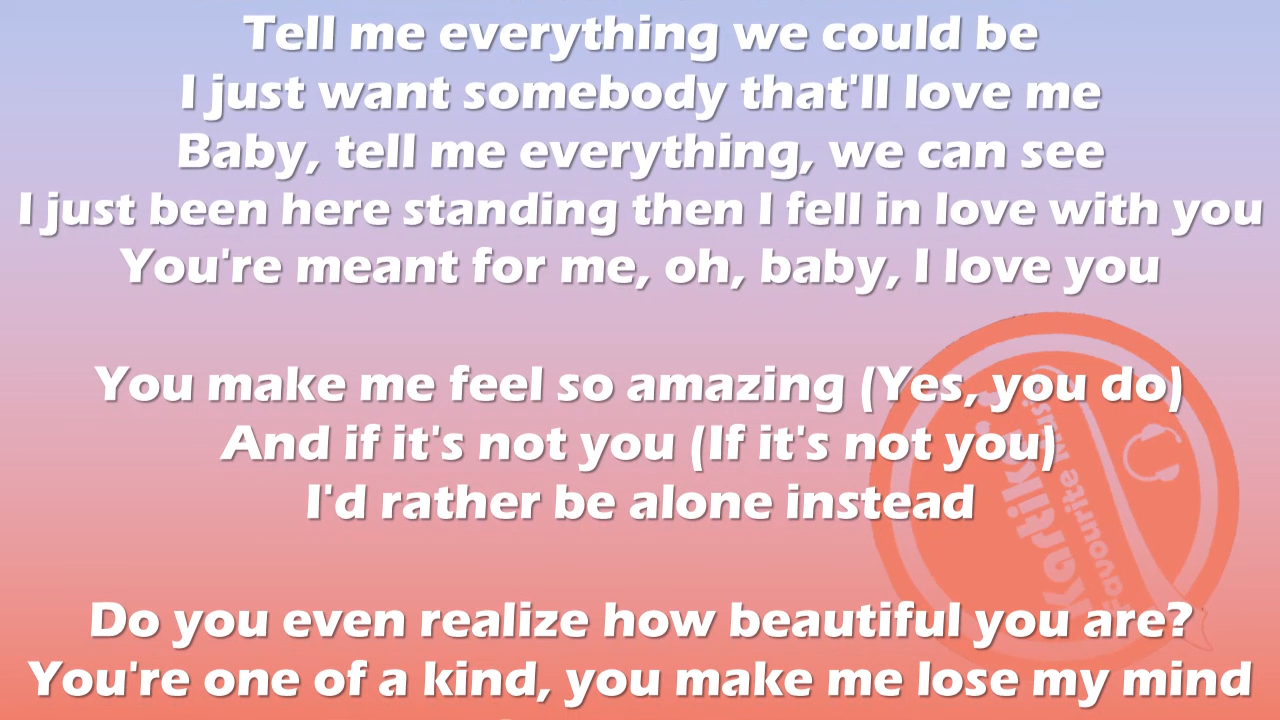 Tell me everything we could be
I just want somebody that'll love me
Baby, tell me everything, we can see
I just been here standing then I fell in love with you
You're meant for me, oh, baby, I love you
You make me feel so amazing (Yes, you do)
And if it's not you (If it's not you)
I'd rather be alone instead
Do you even realize how beautiful you are?
You're one of a kind, you make me lose my mind
Kartik
Favourite Music